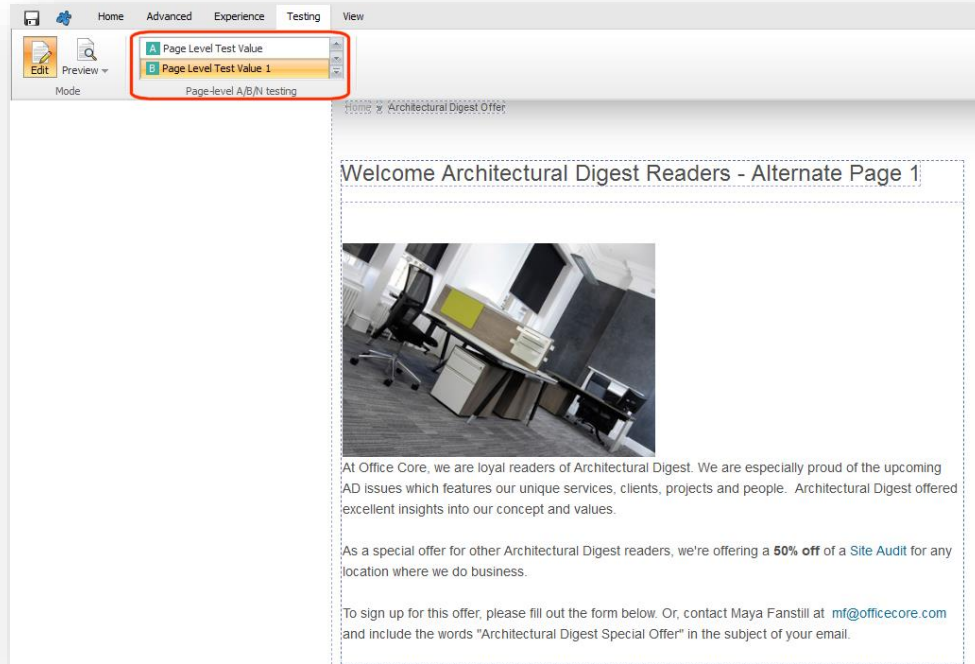 Home Advanced Experience Testing View
A Page Level Test Value
B Page Level Test Value 1
Edit Preview
Mode Page-level A/B/N testing
Home Architectural Digest Offer
Welcome Architectural Digest Readers - Alternate Page 1
At Office Core, we are loyal readers of Architectural Digest. We are especially proud of the upcoming
AD issues which features our unique services, clients, projects and people. Architectural Digest offered
excellent insights into our concept and values.
As a special offer for other Architectural Digest readers, we're offering a 50% off of a Site Audit for any
location where we do business.
To sign up for this offer, please fill out the form below. Or, contact Maya Fanstill at mf@officecore.com
and include the words "Architectural Digest Special Offer" in the subject of your email.